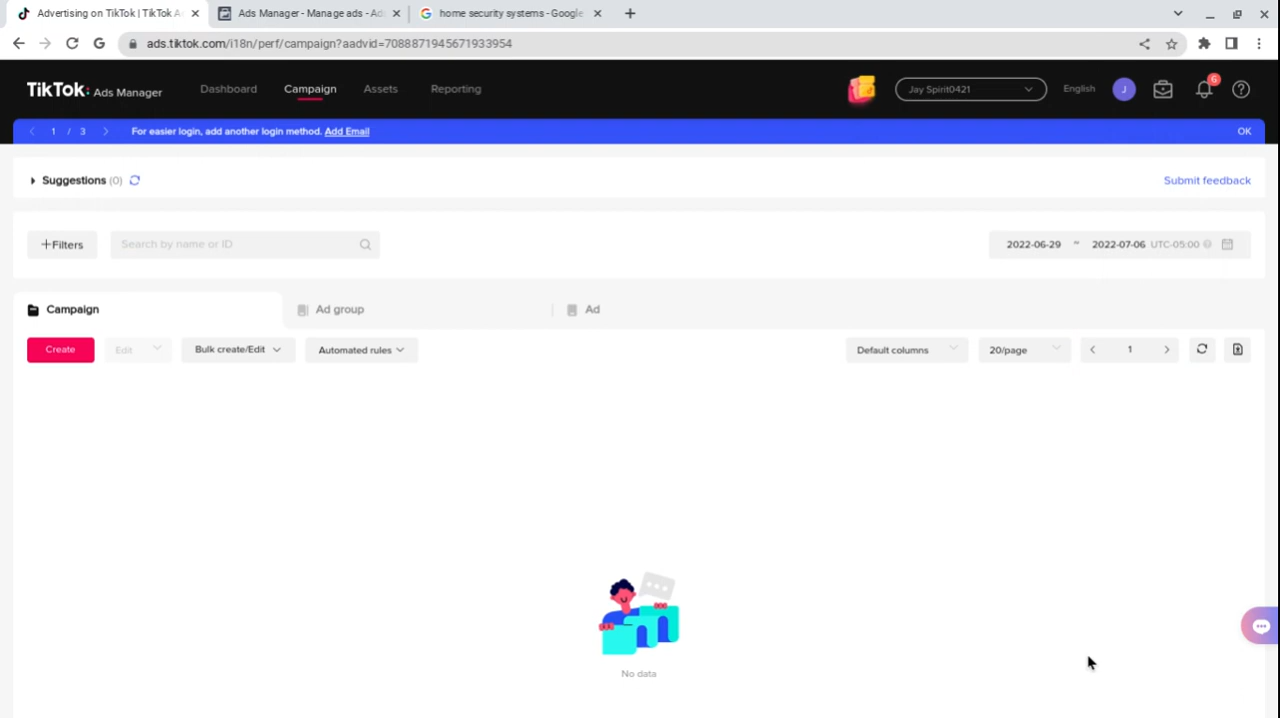 Advertising on TikTok | TikTok A
Ads Manager - Manage ads - Ad
home security systems - Google
ads.tiktok.com/i18n/perf/campaign?aadvid=7088871945671933954
TikTok: Ads Manager
Dashboard
Campaign
Assets
Reporting
Jay Spirit0421
English
J
6
1 / 3
For easier login, add another login method. Add Email
OK
Suggestions (0)
Submit feedback
+Filters
Search by name or ID
2022-06-29 ~ 2022-07-06 UTC-05:00
Campaign
Ad group
Ad
Create
Edit
Bulk create/Edit
Automated rules
Default columns
20/page
1
No data